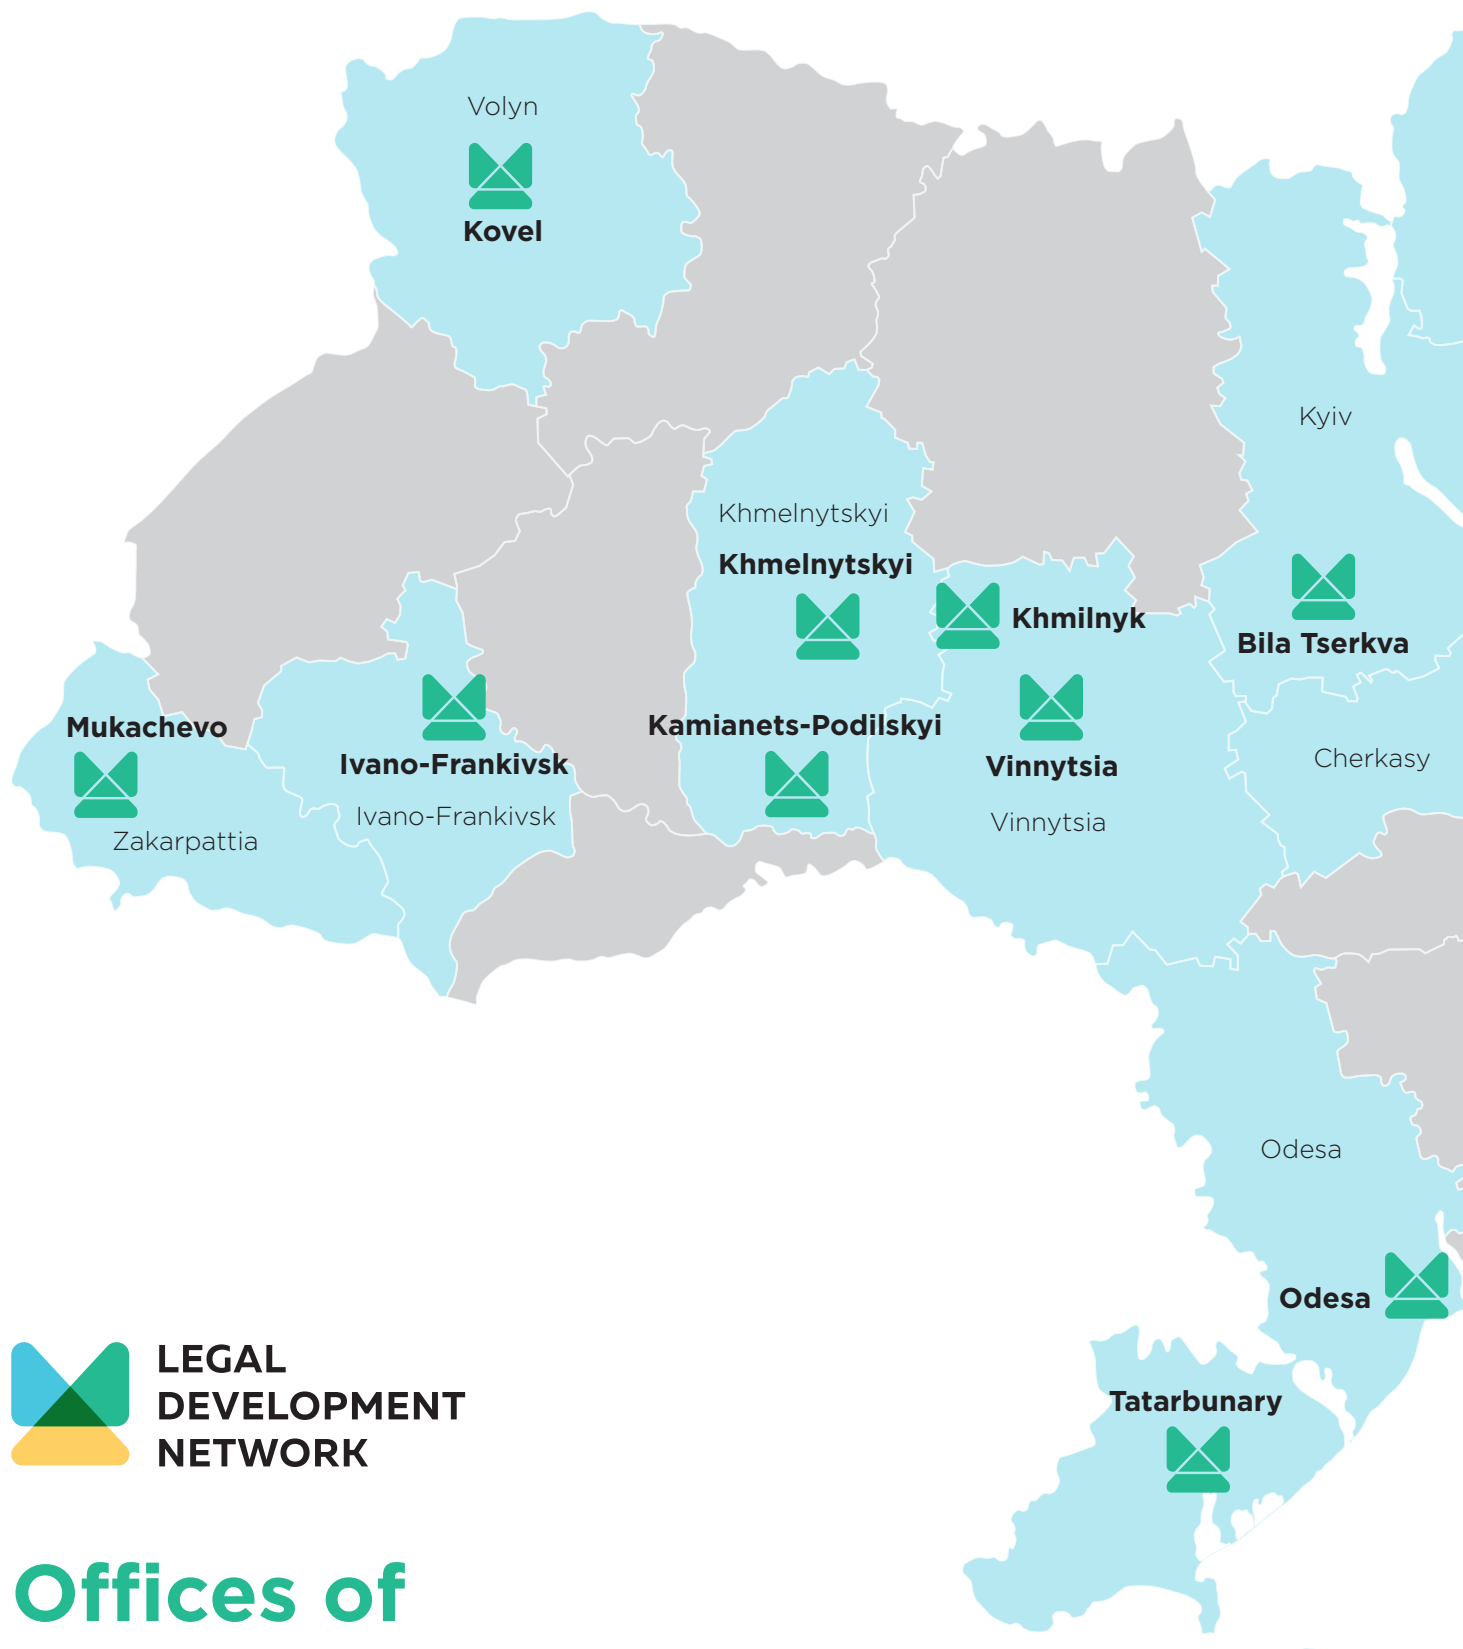 Volyn
Kovel
Kyiv
Khmelnytskyi
Khmelnytskyi
Khmilnyk
Bila Tserkva
Mukachevo
Ivano-Frankivsk
Kamianets-Podilskyi
Vinnytsia
Cherkasy
Zakarpattia
Ivano-Frankivsk
Vinnytsia
Odesa
Odesa
Tatarbunary
LEGAL
DEVELOPMENT
NETWORK
Offices of